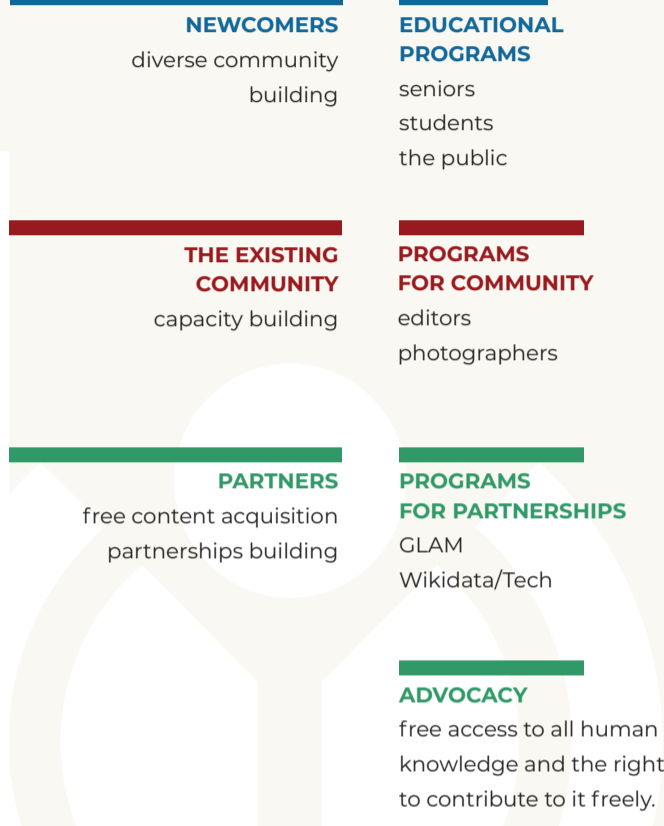 NEWCOMERS
diverse community
building
EDUCATIONAL
PROGRAMS
seniors
students
the public
THE EXISTING
COMMUNITY
capacity building
PROGRAMS
FOR COMMUNITY
editors
photographers
PARTNERS
free content acquisition
partnerships building
PROGRAMS
FOR PARTNERSHIPS
GLAM
Wikidata/Tech
ADVOCACY
free access to all human
knowledge and the right
to contribute to it freely.